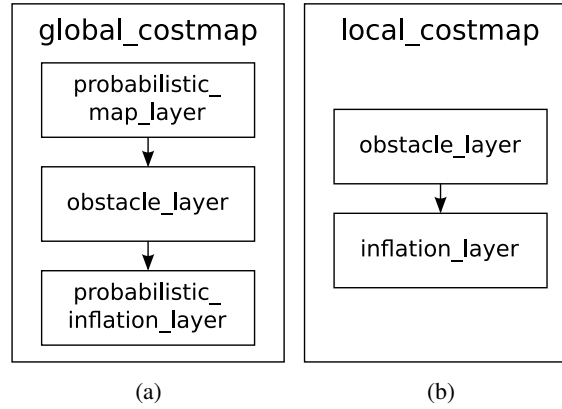 global_costmap
probabilistic_
map_layer
obstacle_layer
probabilistic_
inflation_layer
(a)
local_costmap
obstacle_layer
inflation_layer
(b)